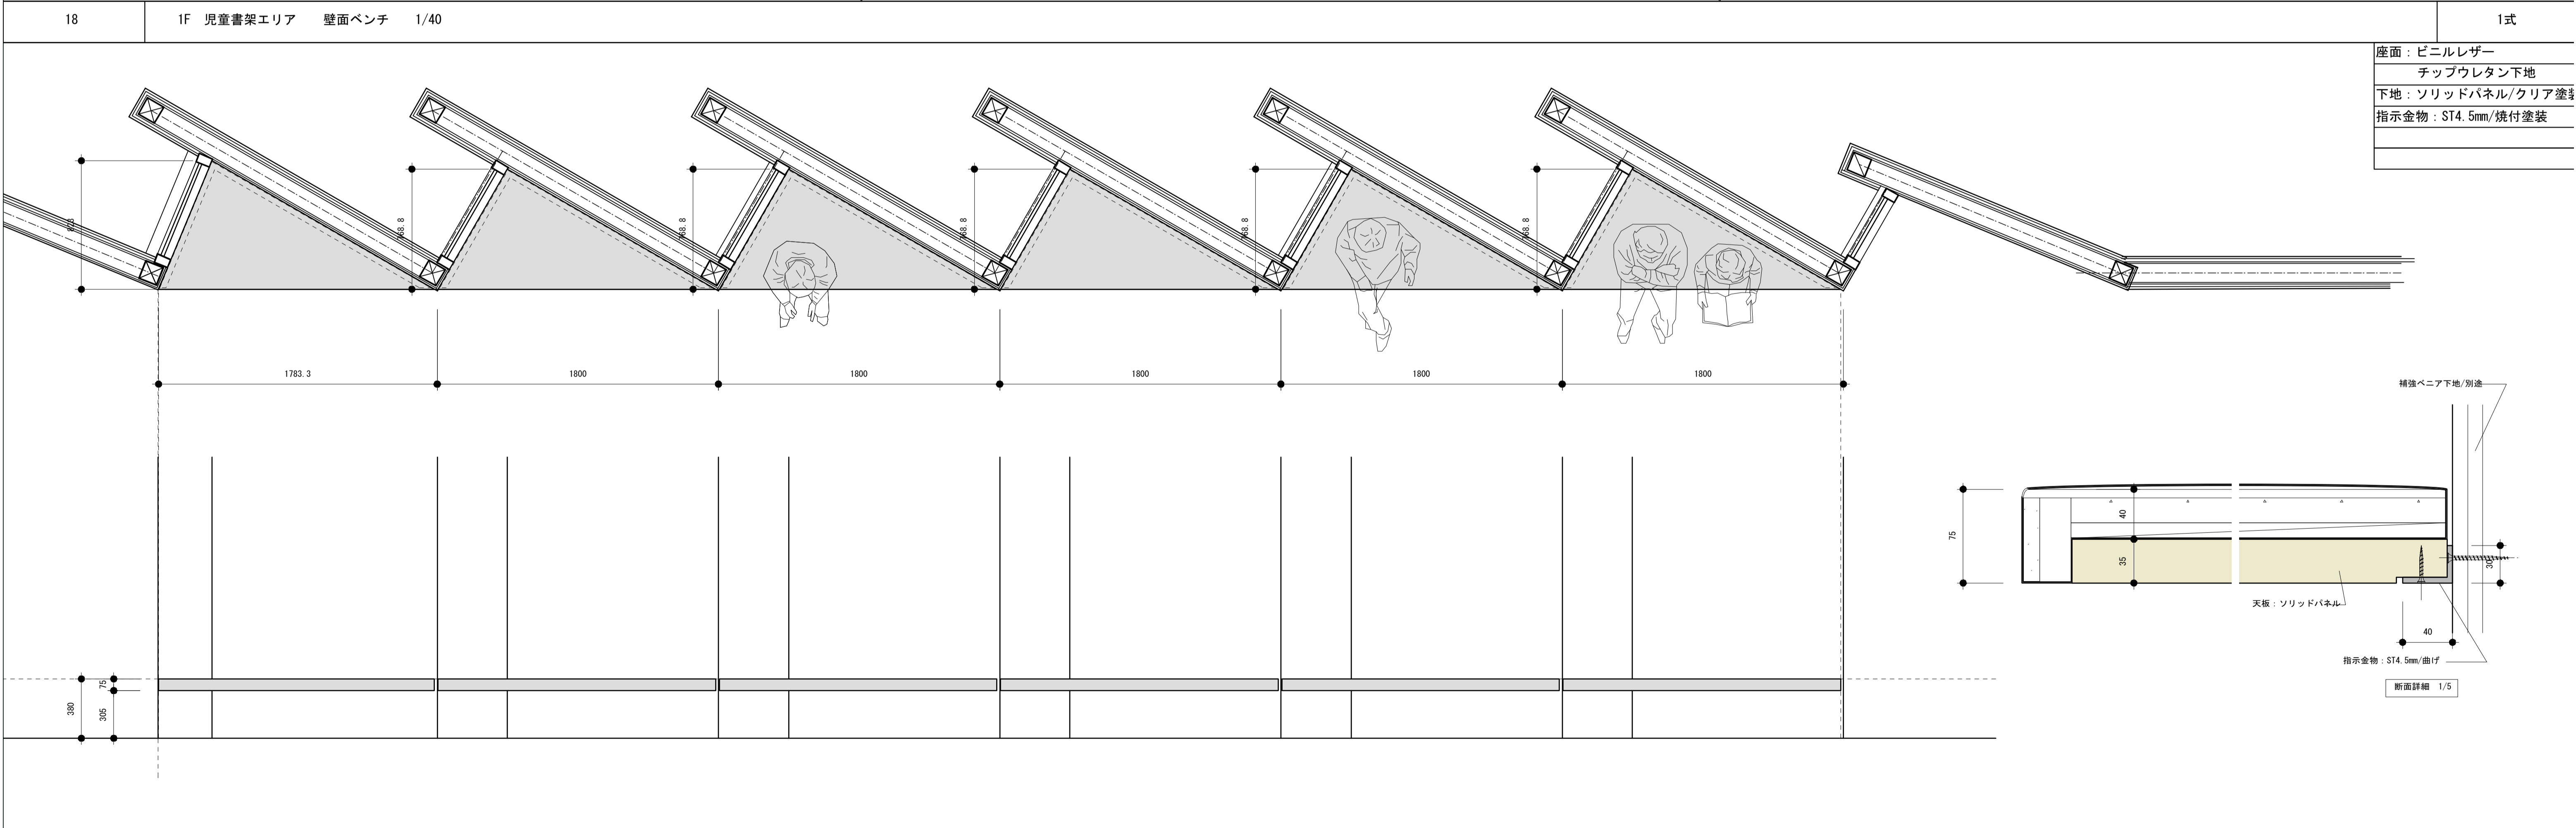 18
1F 児童書架エリア 壁面ベンチ 1/40
1式
座面：ビニルレザー
チップウレタン下地
下地：ソリッドパネル/クリア塗装
指示金物：ST4.5mm/焼付塗装
1783.3
1800
1800
1800
1800
1800
補強ベニア下地/別途
75
40
35
30
天板：ソリッドパネル
40
指示金物：ST4.5mm/曲げ
断面詳細 1/5
75
380
305